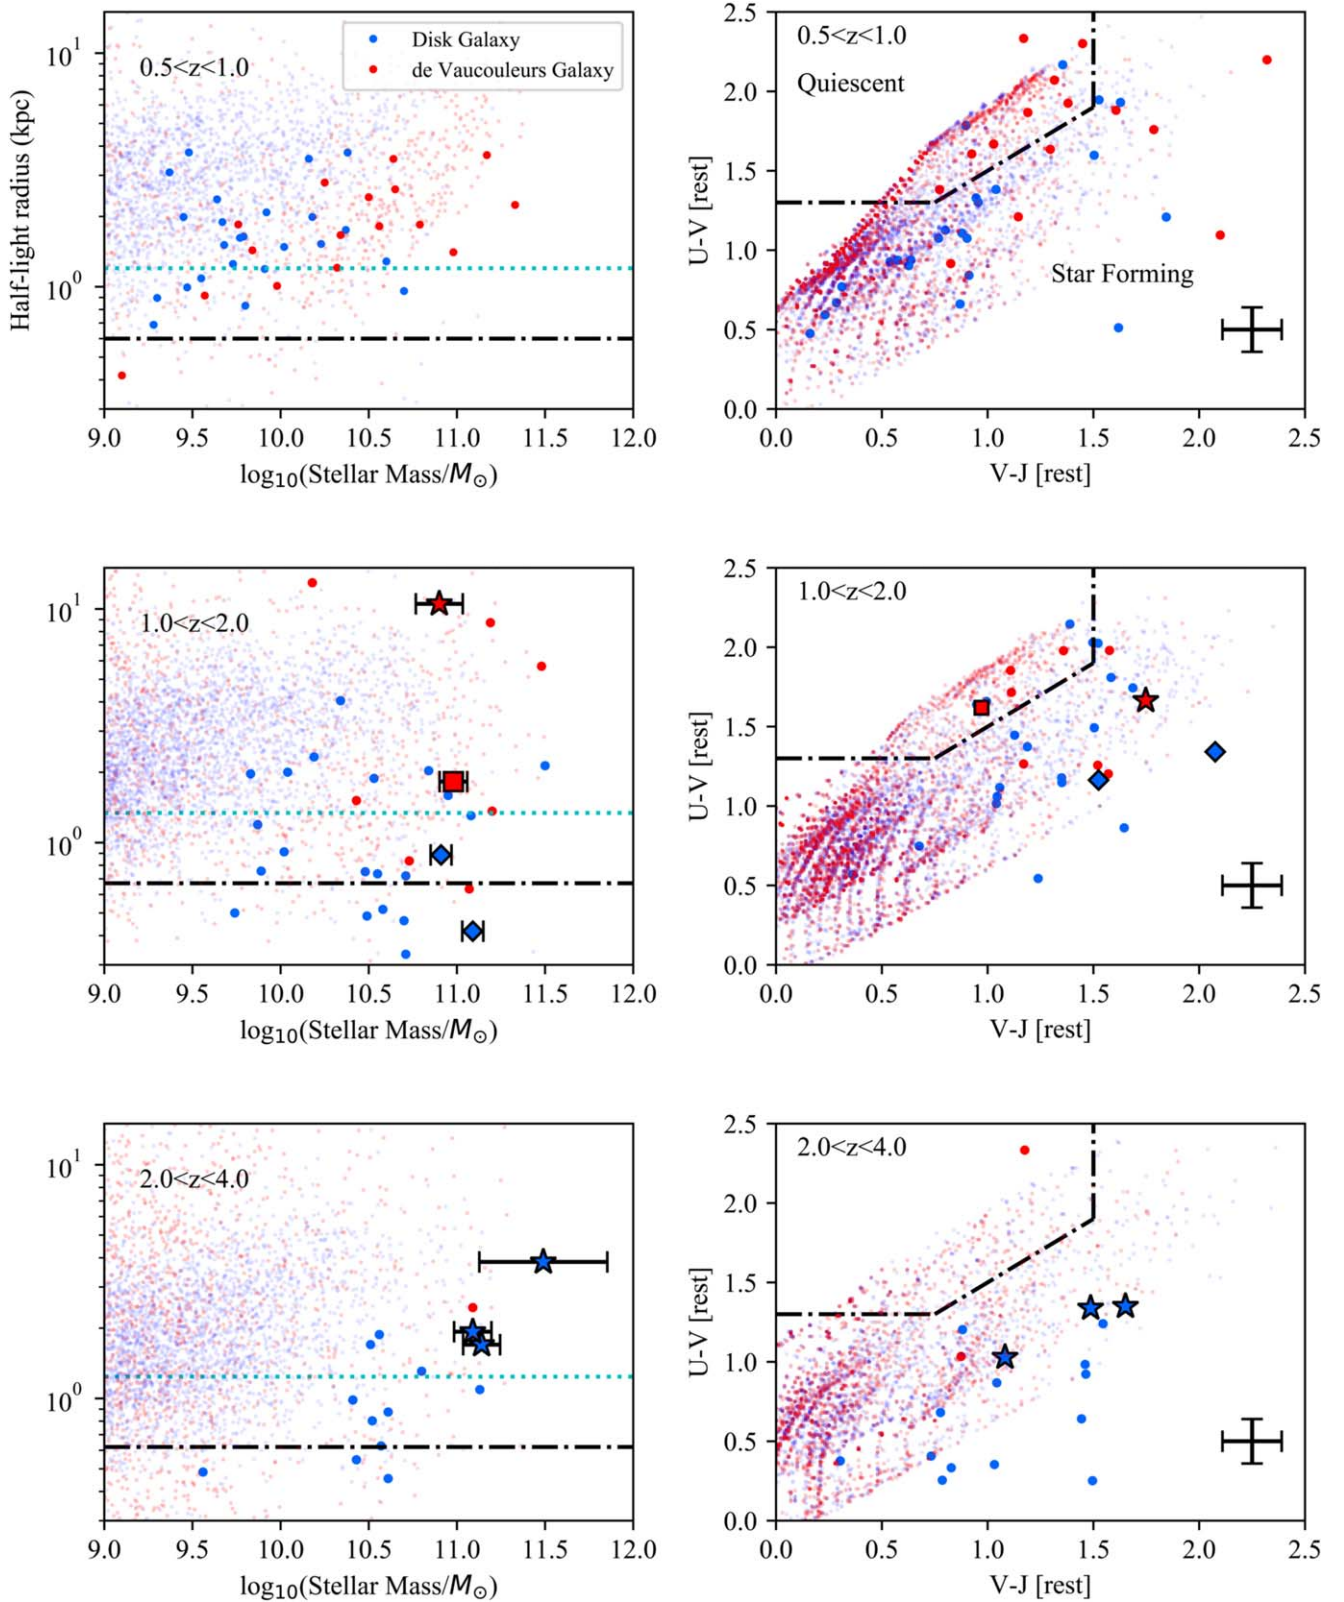 Half-light radius (kpc)
10¹
10⁰
0.5<z<1.0
Disk Galaxy
de Vaucouleurs Galaxy
9.0 9.5 10.0 10.5 11.0 11.5 12.0
log₁₀(Stellar Mass/M⊙)
U-V [rest]
2.5
2.0
1.5
1.0
0.5
0.0
0.5<z<1.0
Quiescent
Star Forming
0.0 0.5 1.0 1.5 2.0 2.5
V-J [rest]
10¹
10⁰
1.0<z<2.0
9.0 9.5 10.0 10.5 11.0 11.5 12.0
log₁₀(Stellar Mass/M⊙)
U-V [rest]
2.5
2.0
1.5
1.0
0.5
0.0
1.0<z<2.0
0.0 0.5 1.0 1.5 2.0 2.5
V-J [rest]
10¹
10⁰
2.0<z<4.0
9.0 9.5 10.0 10.5 11.0 11.5 12.0
log₁₀(Stellar Mass/M⊙)
U-V [rest]
2.5
2.0
1.5
1.0
0.5
0.0
2.0<z<4.0
0.0 0.5 1.0 1.5 2.0 2.5
V-J [rest]